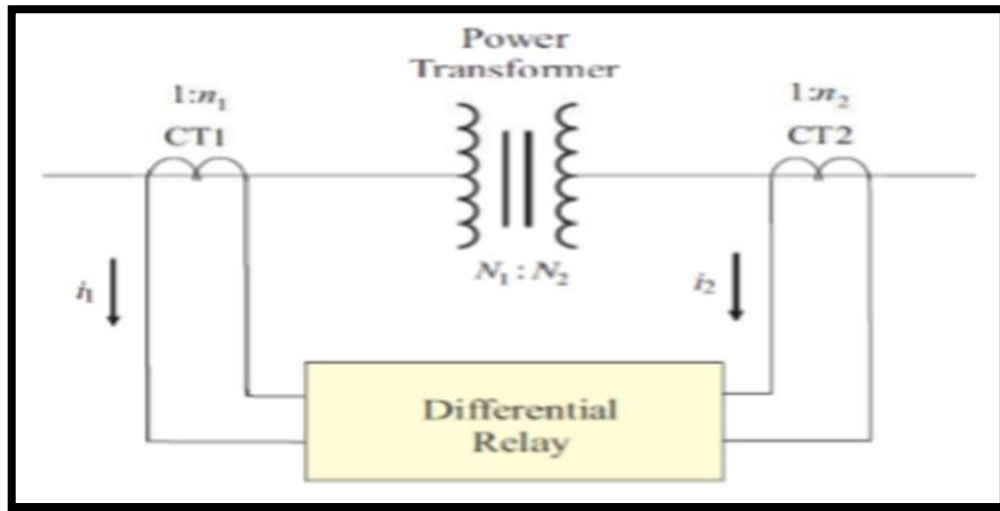 Power
Transformer
1:n₁
CT1
1:n₂
CT2
N₁ : N₂
i₁
i₂
Differential
Relay